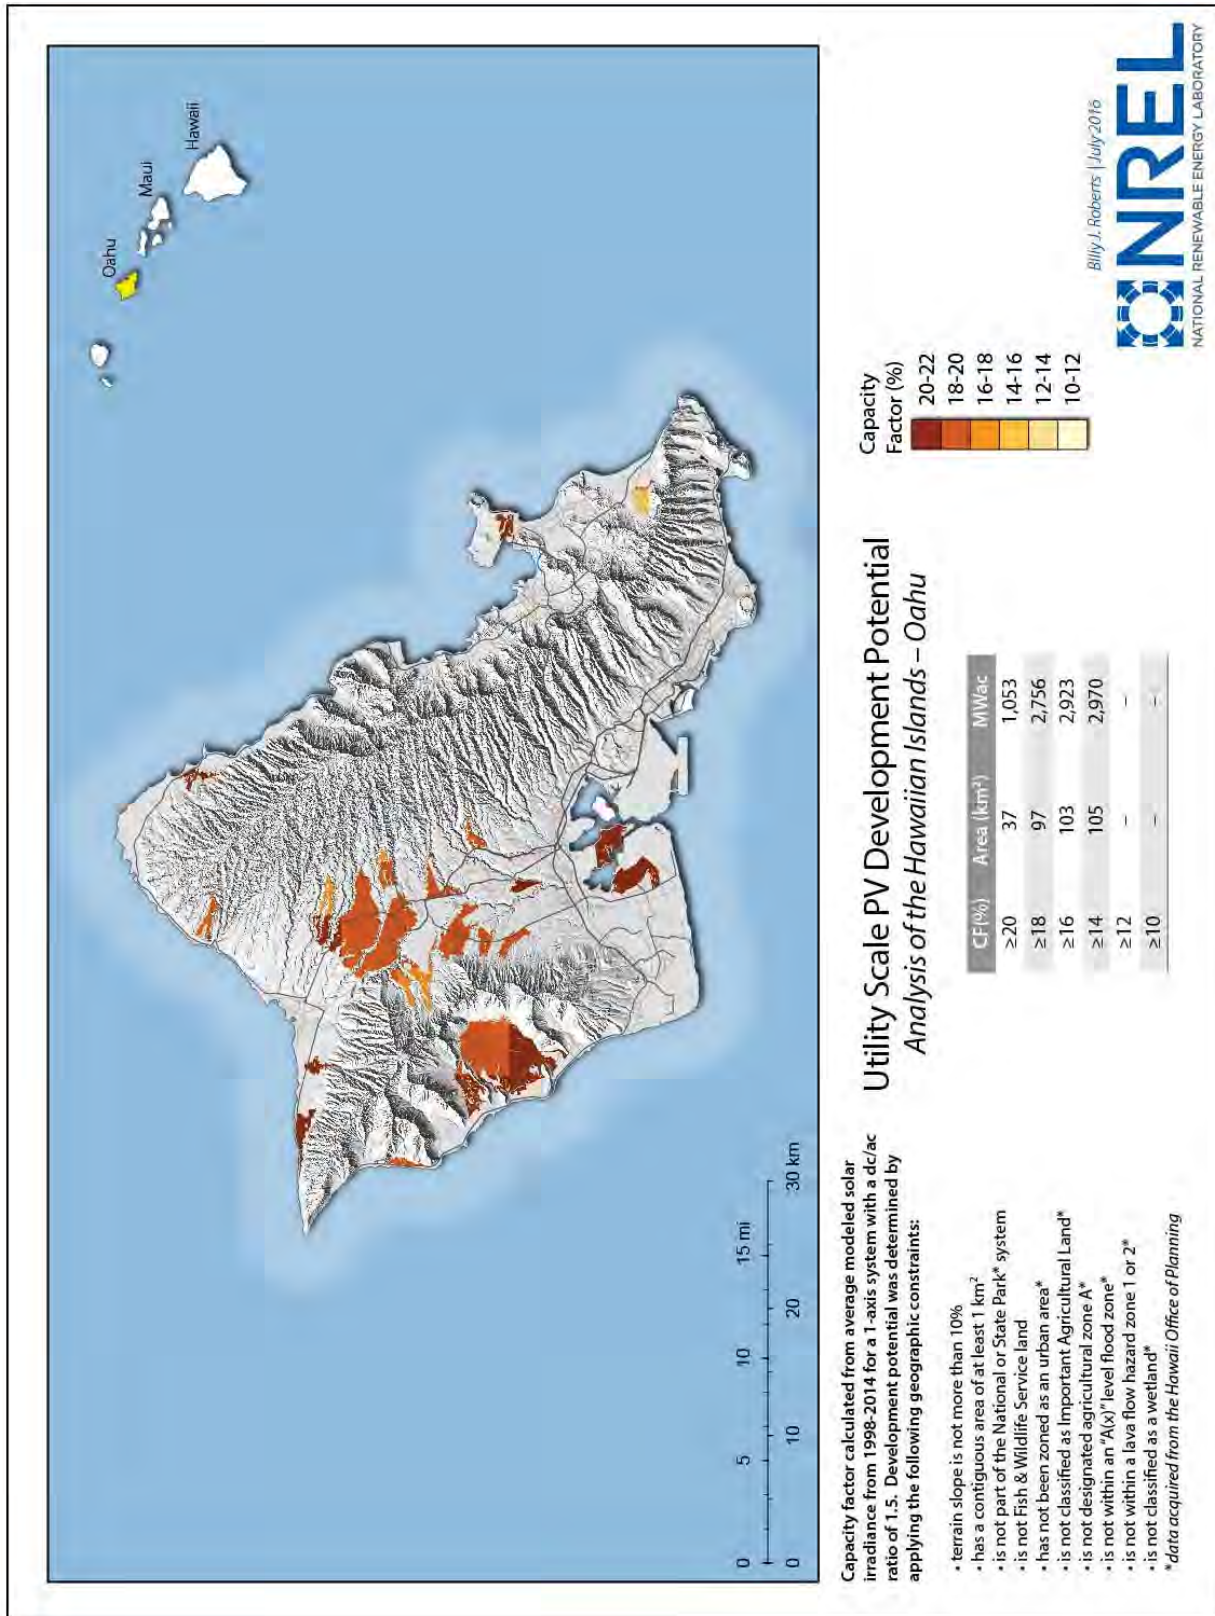 Oahu
Maui
Hawaii
0 5 10 15 mi
0 10 20 30 km
Capacity factor calculated from average modeled solar
irradiance from 1998-2014 for a 1-axis system with a dc/ac
ratio of 1.5. Development potential was determined by
applying the following geographic constraints:
• terrain slope is not more than 10%
• has a contiguous area of at least 1 km²
• is not part of the National or State Park* system
• is not Fish & Wildlife Service land
• has not been zoned as an urban area*
• is not classified as Important Agricultural Land*
• is not designated agricultural zone A*
• is not within an "A(x)" level flood zone*
• is not within a lava flow hazard zone 1 or 2*
• is not classified as a wetland*
*data acquired from the Hawaii Office of Planning
Utility Scale PV Development Potential
Analysis of the Hawaiian Islands – Oahu
CF(%) Area (km²) MWac
≥20 37 1,053
≥18 97 2,756
≥16 103 2,923
≥14 105 2,970
≥12 – –
≥10 – –
Capacity
Factor (%)
20-22
18-20
16-18
14-16
12-14
10-12
Billy J. Roberts | July 2016
NREL
NATIONAL RENEWABLE ENERGY LABORATORY